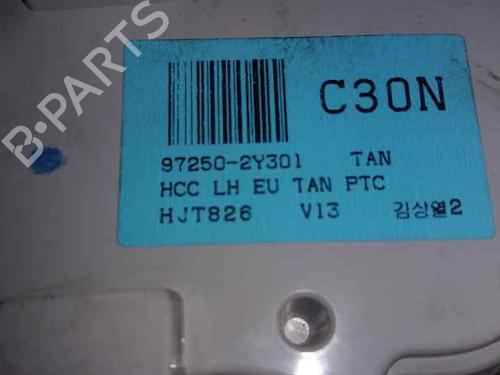 C30N
97250-2Y301 TAN
HCC LH EU TAN PTC
HJT826 V13 김상열2
B-PARTS